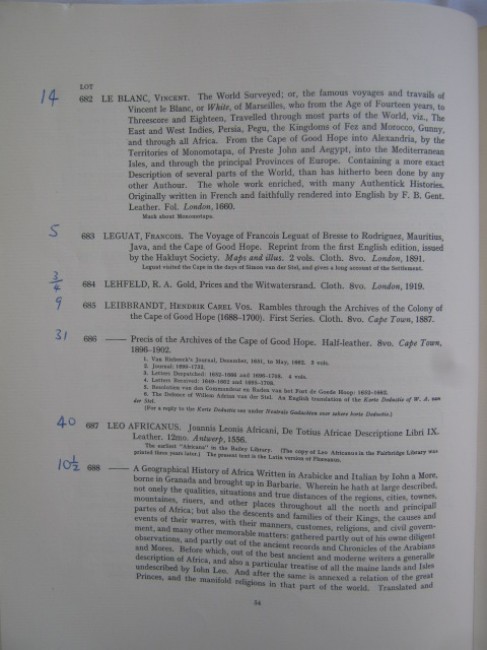 LOT
14 682 LE BLANC, VINCENT. The World Surveyed; or, the famous voyages and travails of
Vincent le Blanc, or White, of Marseilles, who from the Age of Fourteen years, to
Threescore and Eighteen, Travelled through most parts of the World, viz., The
East and West Indies, Persia, Pegu, the Kingdoms of Fez and Morocco, Gunny,
and through all Africa. From the Cape of Good Hope into Alexandria, by the
Territories of Monomotapa, of Preste John and Aegypt, into the Mediterranean
Isles, and through the principal Provinces of Europe. Containing a more exact
Description of several parts of the World, than has hitherto been done by any
other Authour. The whole work enriched, with many Authentick Histories.
Originally written in French and faithfully rendered into English by F. B. Gent.
Leather. Fol. London, 1660.
Much about Monomotapa.
5 683 LEGUAT, FRANCOIS. The Voyage of Francois Leguat of Bresse to Rodriguez, Mauritius,
Java, and the Cape of Good Hope. Reprint from the first English edition, issued
by the Hakluyt Society. Maps and illus. 2 vols. Cloth. 8vo. London, 1891.
Leguat visited the Cape in the days of Simon van der Stel, and gives a long account of the Settlement.
3/4 684 LEHFELD, R. A. Gold, Prices and the Witwatersrand. Cloth. 8vo. London, 1919.
9 685 LEIBBRANDT, HENDRIK CAREL VOS. Rambles through the Archives of the Colony of
the Cape of Good Hope (1688-1700). First Series. Cloth. 8vo. Cape Town, 1887.
31 686 —— Precis of the Archives of the Cape of Good Hope. Half-leather. 8vo. Cape Town,
1896-1902.
1. Van Riebeeck's Journal, December, 1651, to May, 1662. 3 vols.
2. Journal: 1699-1732.
3. Letters Despatched: 1652-1662 and 1696-1708. 4 vols.
4. Letters Received: 1649-1662 and 1695-1708.
5. Resolution van den Commandeur en Raden van het Fort de Goede Hoop: 1652-1662.
6. The Defence of Willem Adrian van der Stel. An English translation of the Korte Deductie of W. A. van
der Stel.
(For a reply to the Korte Deductie see under Neutrale Gedachten over zekere korte Deductie.)
40 687 LEO AFRICANUS. Joannis Leonis Africani, De Totius Africae Descriptione Libri IX.
Leather. 12mo. Antwerp, 1556.
The earliest "Africana" in the Bailey Library. (The copy of Leo Africanus in the Fairbridge Library was
printed three years later.) The present text is the Latin version of Florianus.
10½ 688 —— A Geographical History of Africa Written in Arabicke and Italian by Iohn a More,
borne in Granada and brought up in Barbarie. Wherein he hath at large described,
not onely the qualities, situations and true distances of the regions, cities, townes,
mountaines, riuers, and other places throughout all the north and principall
partes of Africa; but also the descents and families of their Kings, the causes and
events of their warres, with their manners, customes, religions, and civil govern-
ment, and many other memorable matters: gathered partly out of his owne diligent
observations, and partly out of the ancient records and Chronicles of the Arabians
and Mores. Before which, out of the best ancient and moderne writers a generalle
description of Africa, and also a particular treatise of all the maine lands and Isles
undescribed by John Leo. And after the same is annexed a relation of the great
Princes, and the manifold religions in that part of the world. Translated and
54